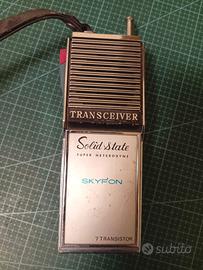 TRANSCEIVER
Solid State
SUPER HETERODYNE
SKYFON
7 TRANSISTOR
subito